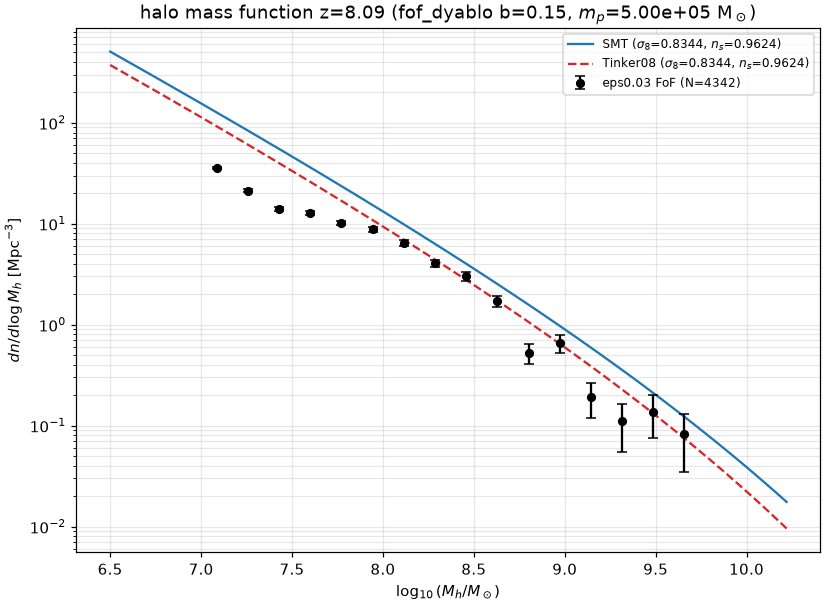 halo mass function z=8.09 (fof_dyablo b=0.15, m_p=5.00e+05 M_⊙)
SMT (σ8=0.8344, n_s=0.9624)
Tinker08 (σ8=0.8344, n_s=0.9624)
eps0.03 FoF (N=4342)
dn/dlog M_h [Mpc^−3]
10^2
10^1
10^0
10^−1
10^−2
6.5 7.0 7.5 8.0 8.5 9.0 9.5 10.0
log10 (M_h/M_⊙)